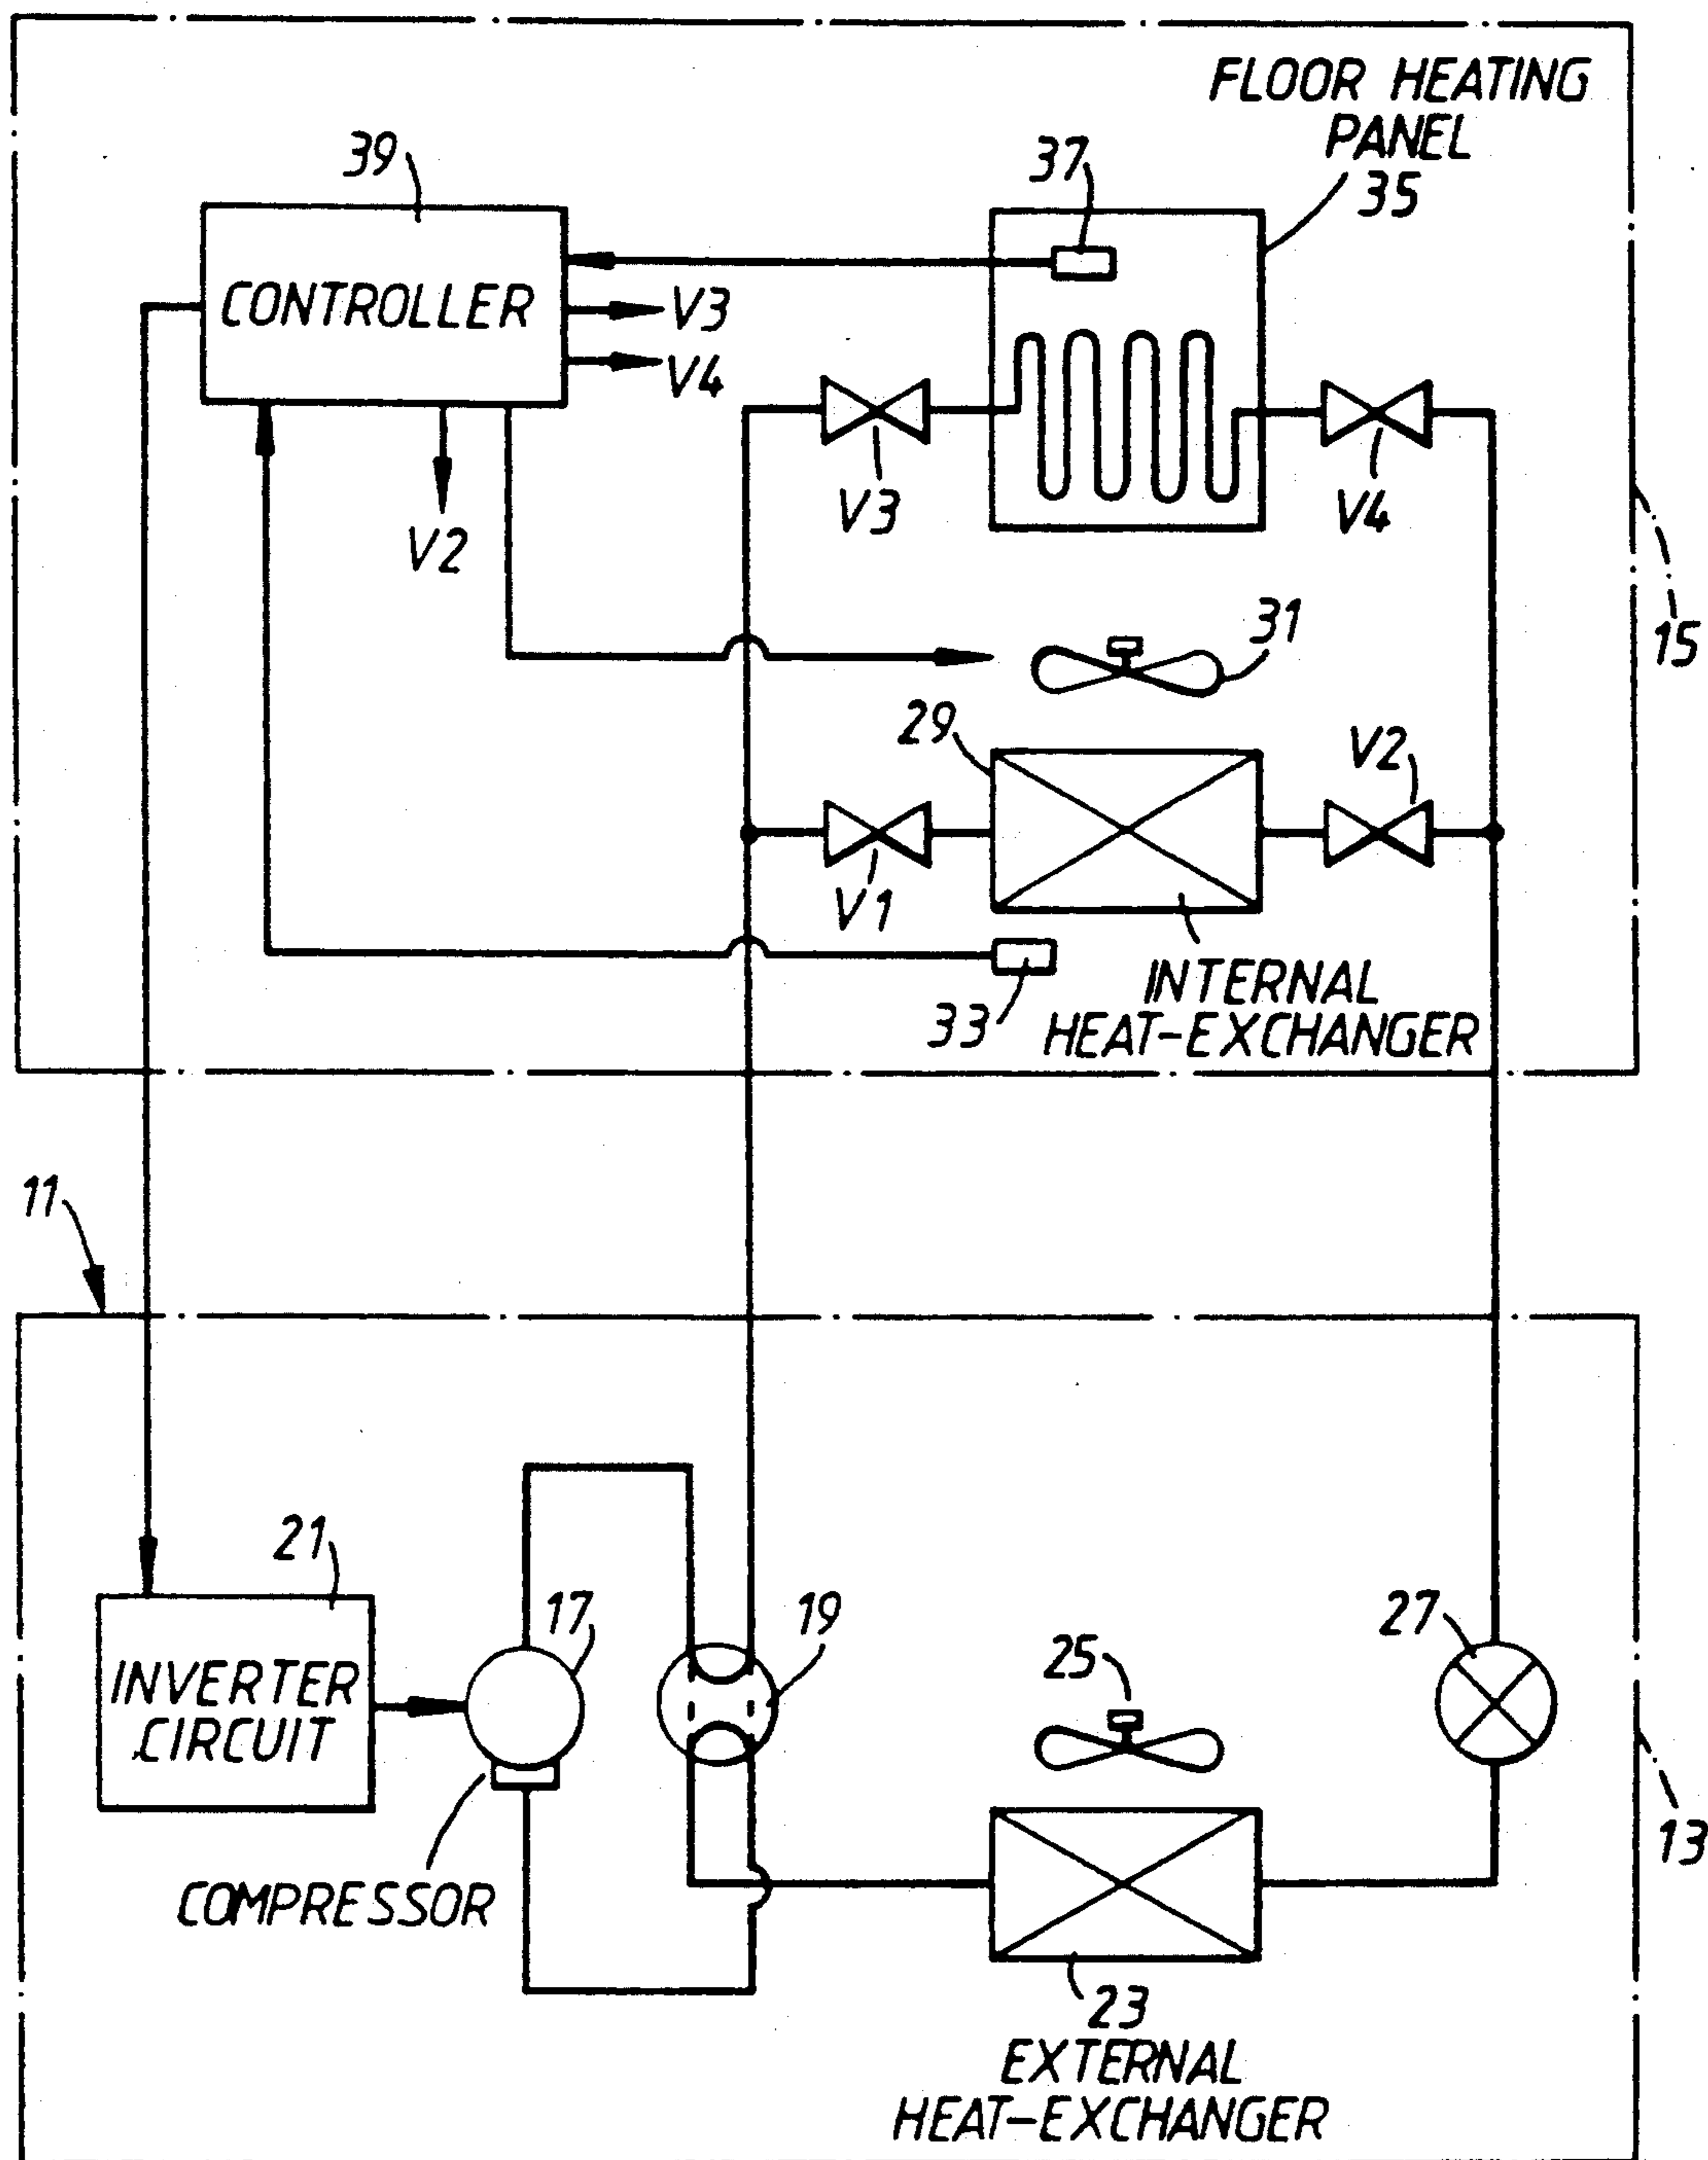 FLOOR HEATING
PANEL
35
39
37
CONTROLLER
V3
V4
V3
V4
V2
31
15
29
V2
V1
INTERNAL
HEAT-EXCHANGER
33
11
21
17
19
25
27
INVERTER
CIRCUIT
13
COMPRESSOR
23
EXTERNAL
HEAT-EXCHANGER